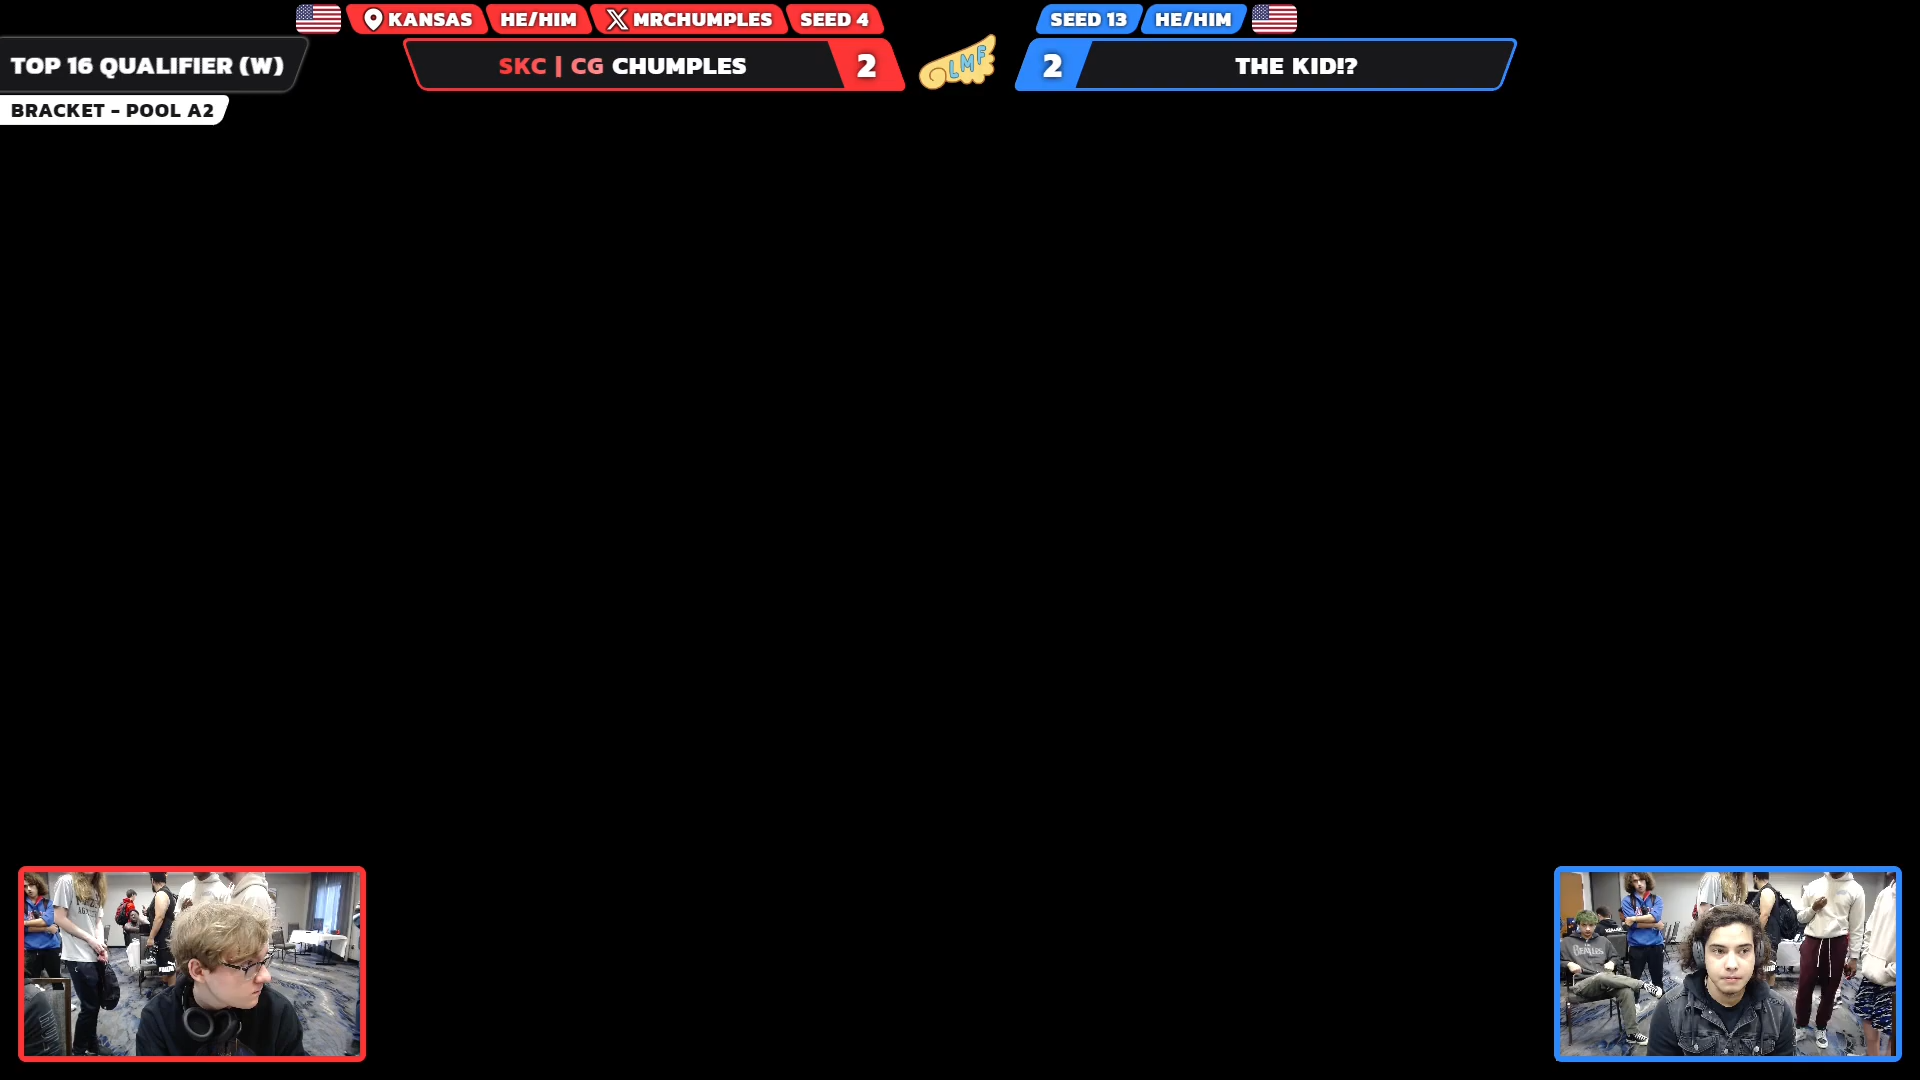 KANSAS HE/HIM MRCHUMPLES SEED 4
SEED 13 HE/HIM
TOP 16 QUALIFIER (W)
SKC | CG CHUMPLES 2
LMF
2 THE KID!?
BRACKET - POOL A2
BEATLES